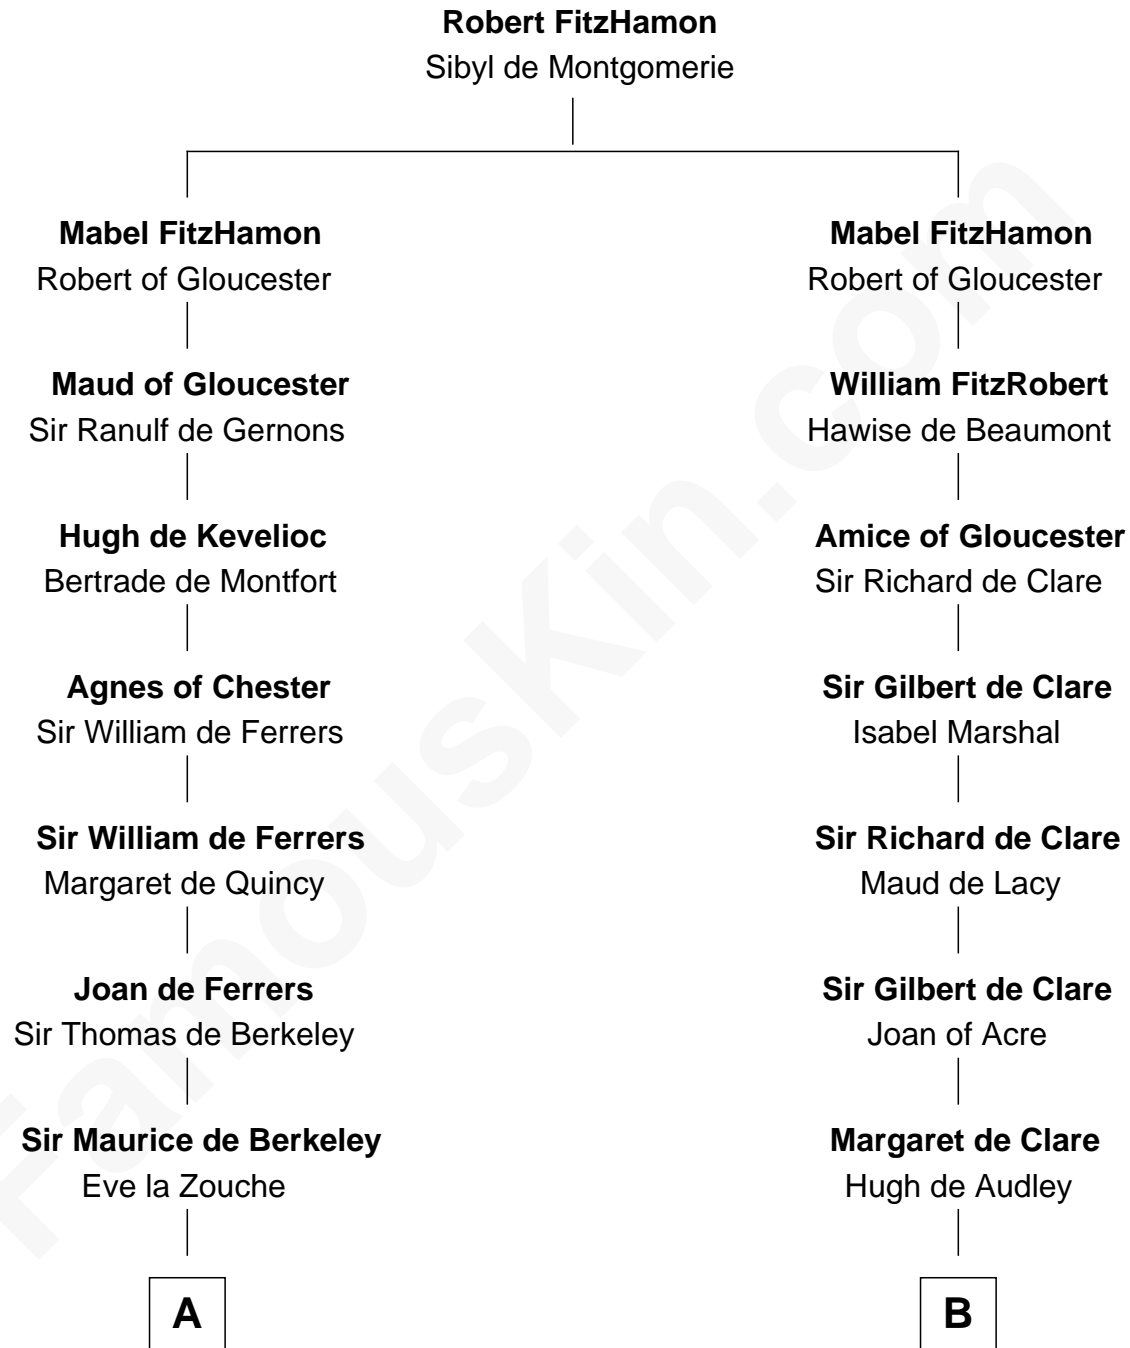 Robert FitzHamon
Sibyl de Montgomerie
Mabel FitzHamon
Robert of Gloucester
Maud of Gloucester
Sir Ranulf de Gernons
Hugh de Kevelioc
Bertrade de Montfort
Agnes of Chester
Sir William de Ferrers
Sir William de Ferrers
Margaret de Quincy
Joan de Ferrers
Sir Thomas de Berkeley
Sir Maurice de Berkeley
Eve la Zouche
A
Mabel FitzHamon
Robert of Gloucester
William FitzRobert
Hawise de Beaumont
Amice of Gloucester
Sir Richard de Clare
Sir Gilbert de Clare
Isabel Marshal
Sir Richard de Clare
Maud de Lacy
Sir Gilbert de Clare
Joan of Acre
Margaret de Clare
Hugh de Audley
B
FamousKin.com